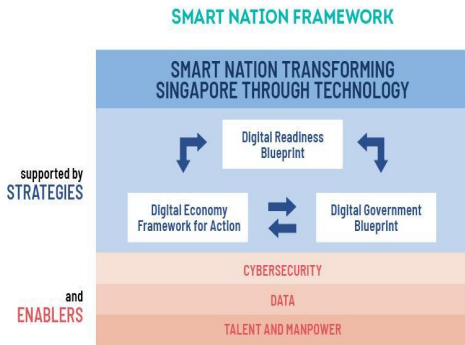 SMART NATION FRAMEWORK
SMART NATION TRANSFORMING
SINGAPORE THROUGH TECHNOLOGY
supported by
STRATEGIES
Digital Readiness
Blueprint
Digital Economy
Framework for Action
Digital Government
Blueprint
and
ENABLERS
CYBERSECURITY
DATA
TALENT AND MANPOWER